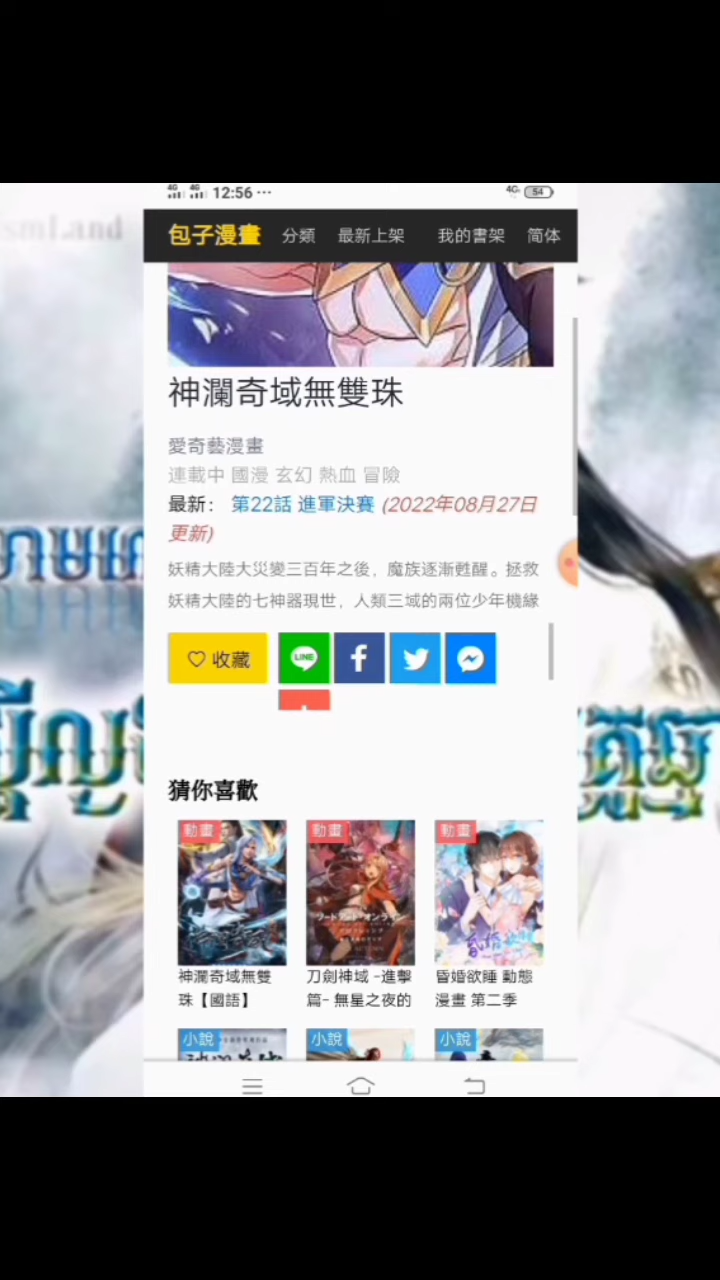 12:56 ...
4G 54
包子漫畫 分類 最新上架 我的書架 简体
神瀾奇域無雙珠
愛奇藝漫畫
連載中 國漫 玄幻 熱血 冒險
最新： 第22話 進軍決賽 (2022年08月27日
更新)
妖精大陸大災變三百年之後，魔族逐漸甦醒。拯救
妖精大陸的七神器現世，人類三域的兩位少年機緣
收藏 LINE
猜你喜歡
動畫 動畫 動畫
神瀾奇域無雙 刀劍神域 -進擊 昏婚欲睡 動態
珠【國語】 篇- 無星之夜的 漫畫 第二季
小說 小說 小說